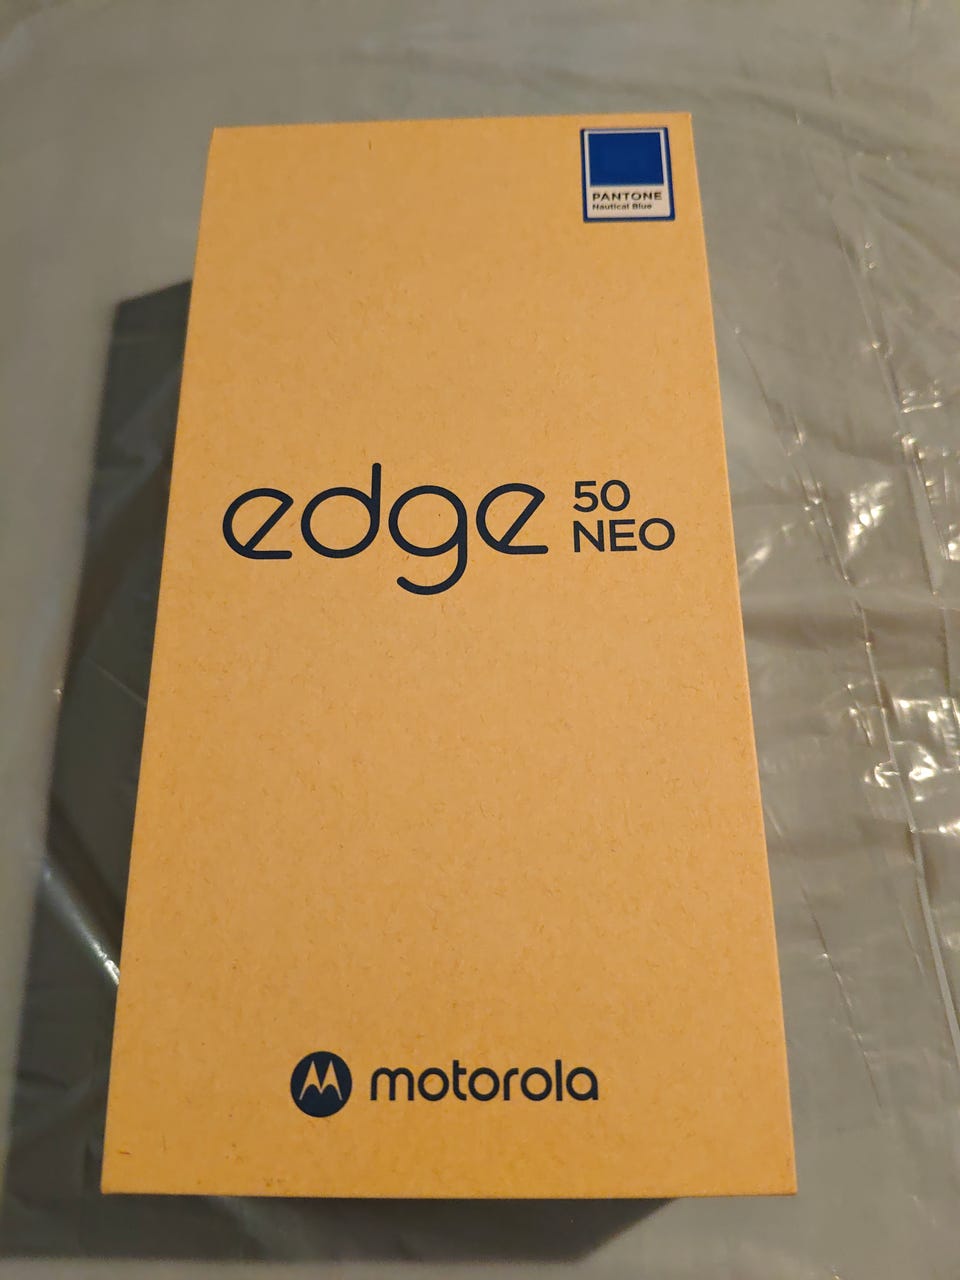 PANTONE
Nautical Blue
edge 50
NEO
motorola